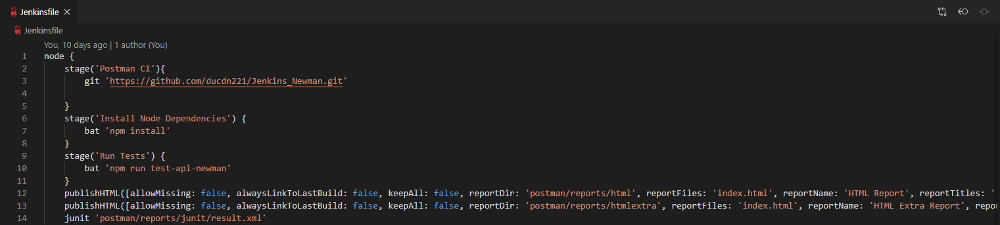 Jenkinsfile
Jenkinsfile
You, 10 days ago | 1 author (You)
1 node {
2 stage('Postman CI'){
3 git 'https://github.com/ducdn221/Jenkins_Newman.git'
4
5 }
6 stage('Install Node Dependencies') {
7 bat 'npm install'
8 }
9 stage('Run Tests') {
10 bat 'npm run test-api-newman'
11 }
12 publishHTML([allowMissing: false, alwaysLinkToLastBuild: false, keepAll: false, reportDir: 'postman/reports/html', reportFiles: 'index.html', reportName: 'HTML Report', reportTitles: '
13 publishHTML([allowMissing: false, alwaysLinkToLastBuild: false, keepAll: false, reportDir: 'postman/reports/htmlextra', reportFiles: 'index.html', reportName: 'HTML Extra Report', repor
14 junit 'postman/reports/junit/result.xml'